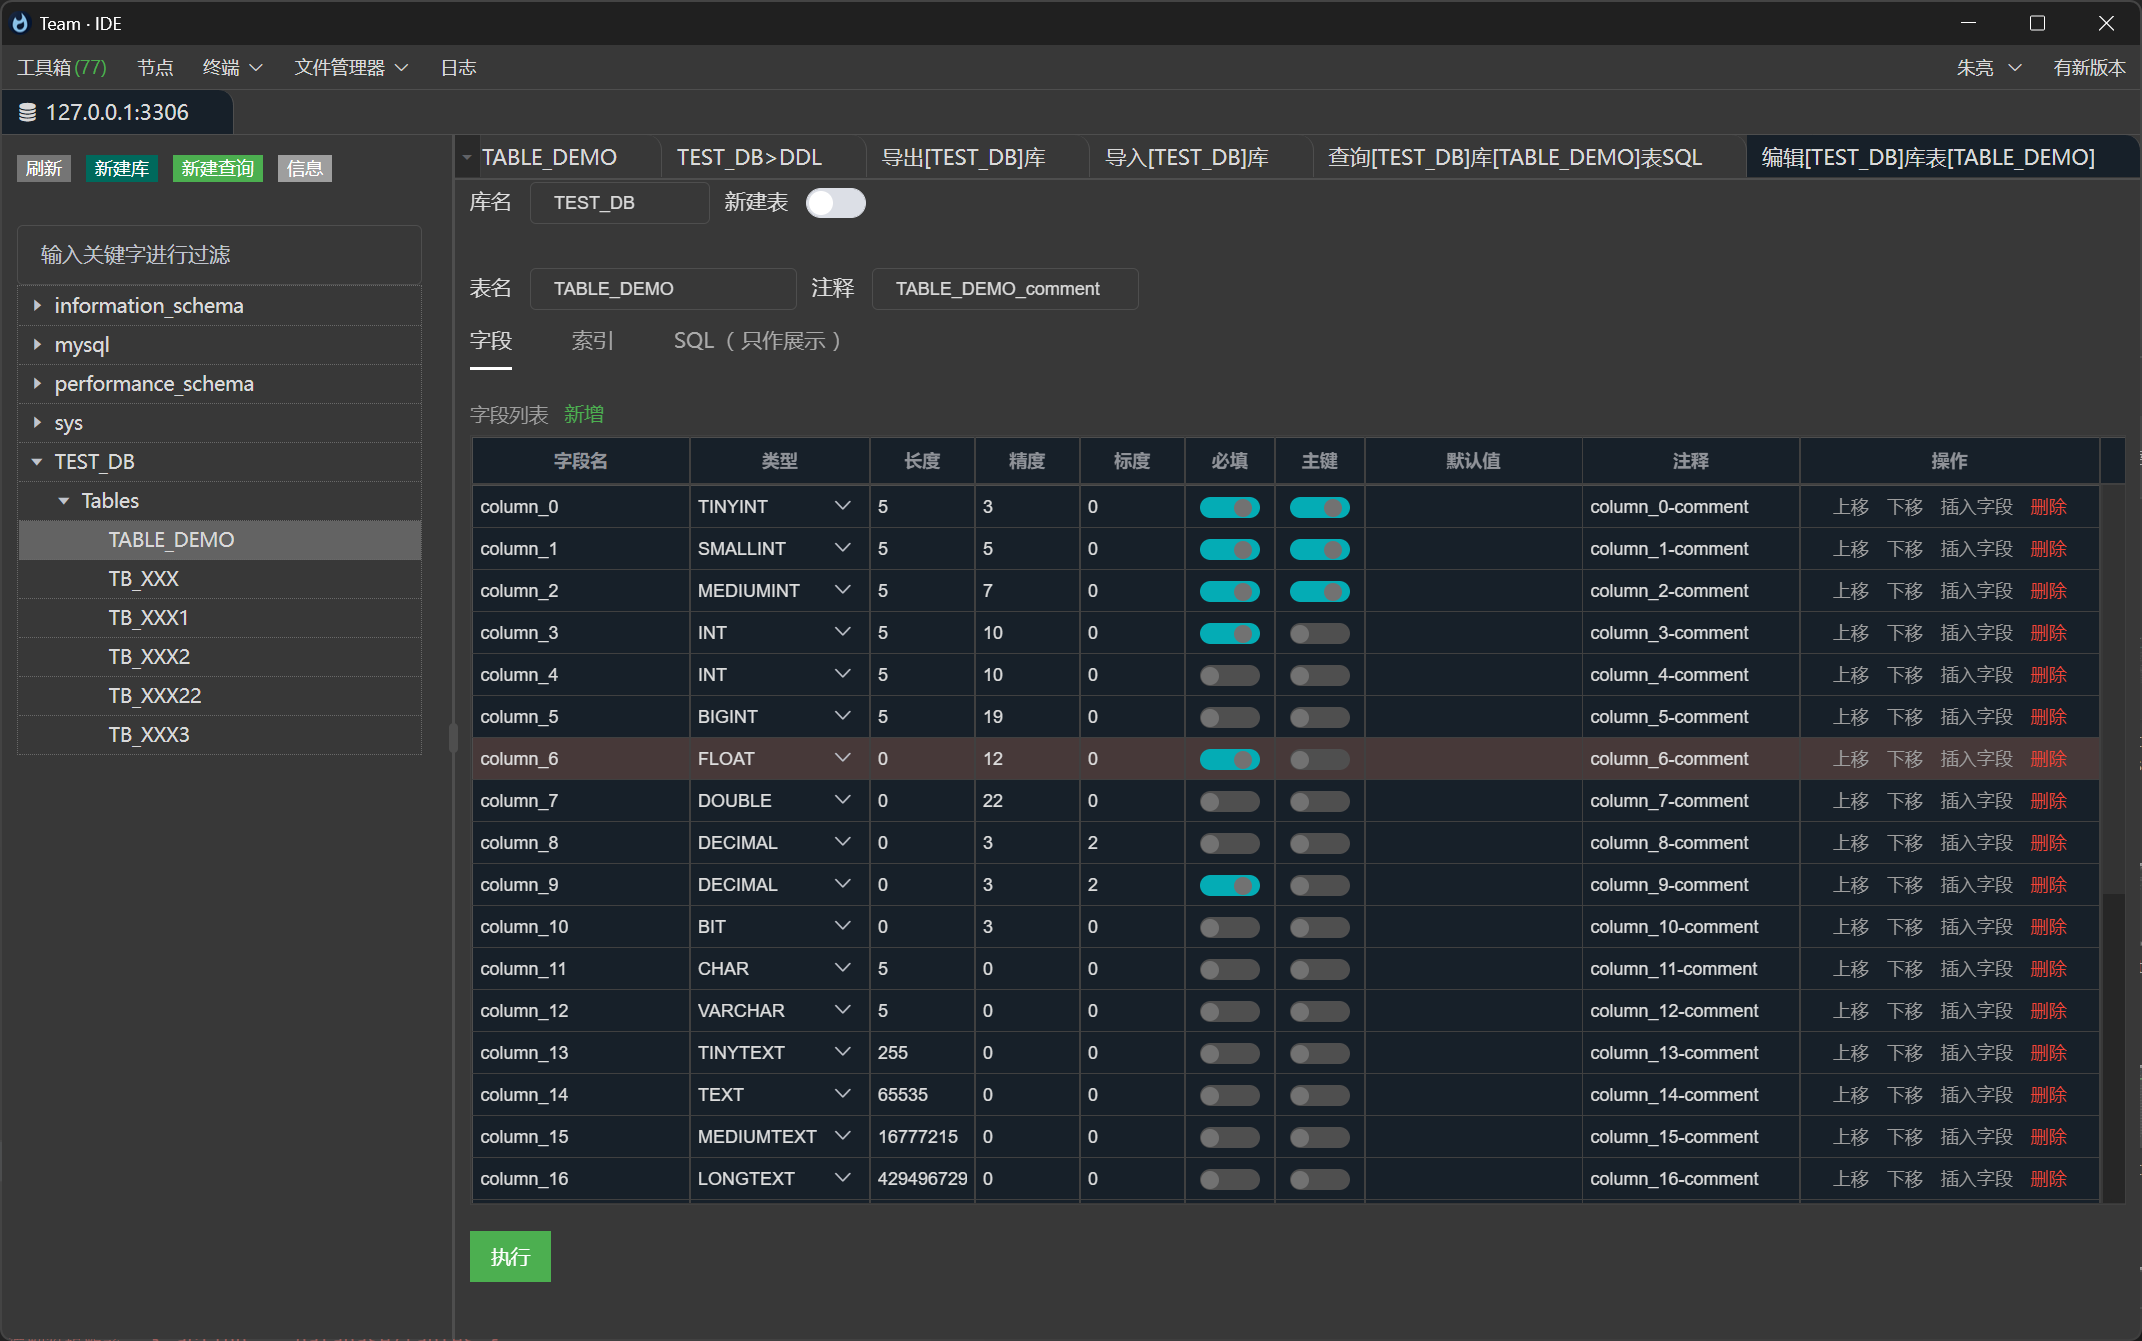 Team · IDE
工具箱(77) 节点 终端 文件管理器 日志 朱亮 有新版本
127.0.0.1:3306
刷新 新建库 新建查询 信息
输入关键字进行过滤
information_schema
mysql
performance_schema
sys
TEST_DB
Tables
TABLE_DEMO
TB_XXX
TB_XXX1
TB_XXX2
TB_XXX22
TB_XXX3
TABLE_DEMO TEST_DB>DDL 导出[TEST_DB]库 导入[TEST_DB]库 查询[TEST_DB]库[TABLE_DEMO]表SQL 编辑[TEST_DB]库表[TABLE_DEMO]
库名 TEST_DB 新建表
表名 TABLE_DEMO 注释 TABLE_DEMO_comment
字段 索引 SQL（只作展示）
字段列表 新增
字段名 类型 长度 精度 标度 必填 主键 默认值 注释 操作
column_0 TINYINT 5 3 0 column_0-comment 上移 下移 插入字段 删除
column_1 SMALLINT 5 5 0 column_1-comment 上移 下移 插入字段 删除
column_2 MEDIUMINT 5 7 0 column_2-comment 上移 下移 插入字段 删除
column_3 INT 5 10 0 column_3-comment 上移 下移 插入字段 删除
column_4 INT 5 10 0 column_4-comment 上移 下移 插入字段 删除
column_5 BIGINT 5 19 0 column_5-comment 上移 下移 插入字段 删除
column_6 FLOAT 0 12 0 column_6-comment 上移 下移 插入字段 删除
column_7 DOUBLE 0 22 0 column_7-comment 上移 下移 插入字段 删除
column_8 DECIMAL 0 3 2 column_8-comment 上移 下移 插入字段 删除
column_9 DECIMAL 0 3 2 column_9-comment 上移 下移 插入字段 删除
column_10 BIT 0 3 0 column_10-comment 上移 下移 插入字段 删除
column_11 CHAR 5 0 0 column_11-comment 上移 下移 插入字段 删除
column_12 VARCHAR 5 0 0 column_12-comment 上移 下移 插入字段 删除
column_13 TINYTEXT 255 0 0 column_13-comment 上移 下移 插入字段 删除
column_14 TEXT 65535 0 0 column_14-comment 上移 下移 插入字段 删除
column_15 MEDIUMTEXT 16777215 0 0 column_15-comment 上移 下移 插入字段 删除
column_16 LONGTEXT 429496729 0 0 column_16-comment 上移 下移 插入字段 删除
执行